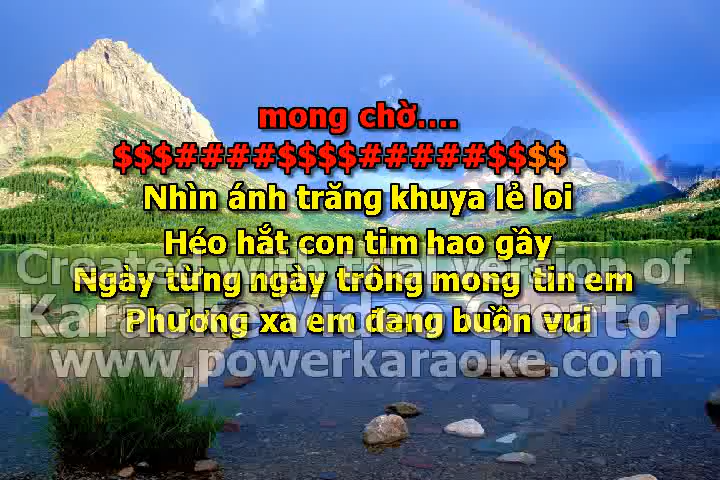 mong chờ....
$$$####$$$$#####$$$$
Nhìn ánh trăng khuya lẻ loi
Héo hắt con tim hao gầy
Created with trial version of
Ngày từng ngày trông mong tin em
Karaoke Video Creator
Phương xa em đang buồn vui
www.powerkaraoke.com